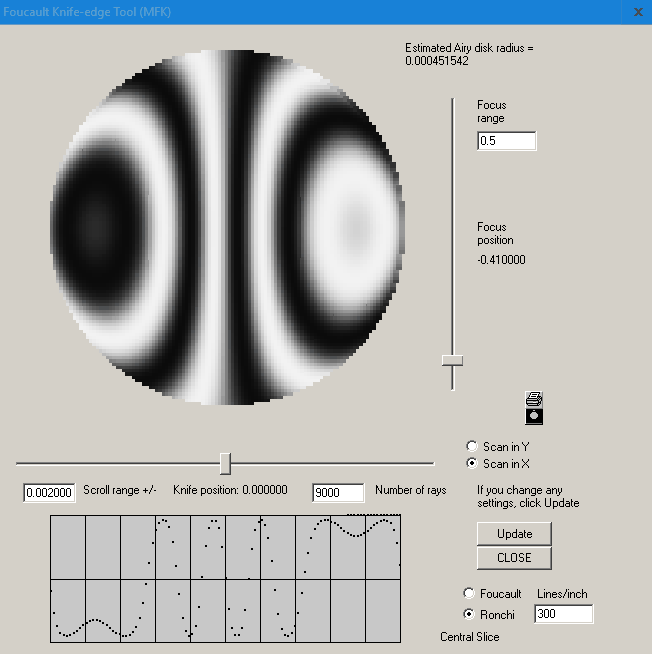 Foucault Knife-edge Tool (MFK)
Estimated Airy disk radius =
0.000451542
Focus
range
0.5
Focus
position
-0.410000
Scan in Y
Scan in X
0.002000 Scroll range +/- Knife position: 0.000000 9000 Number of rays
If you change any
settings, click Update
Update
CLOSE
Foucault Lines/inch
Ronchi 300
Central Slice